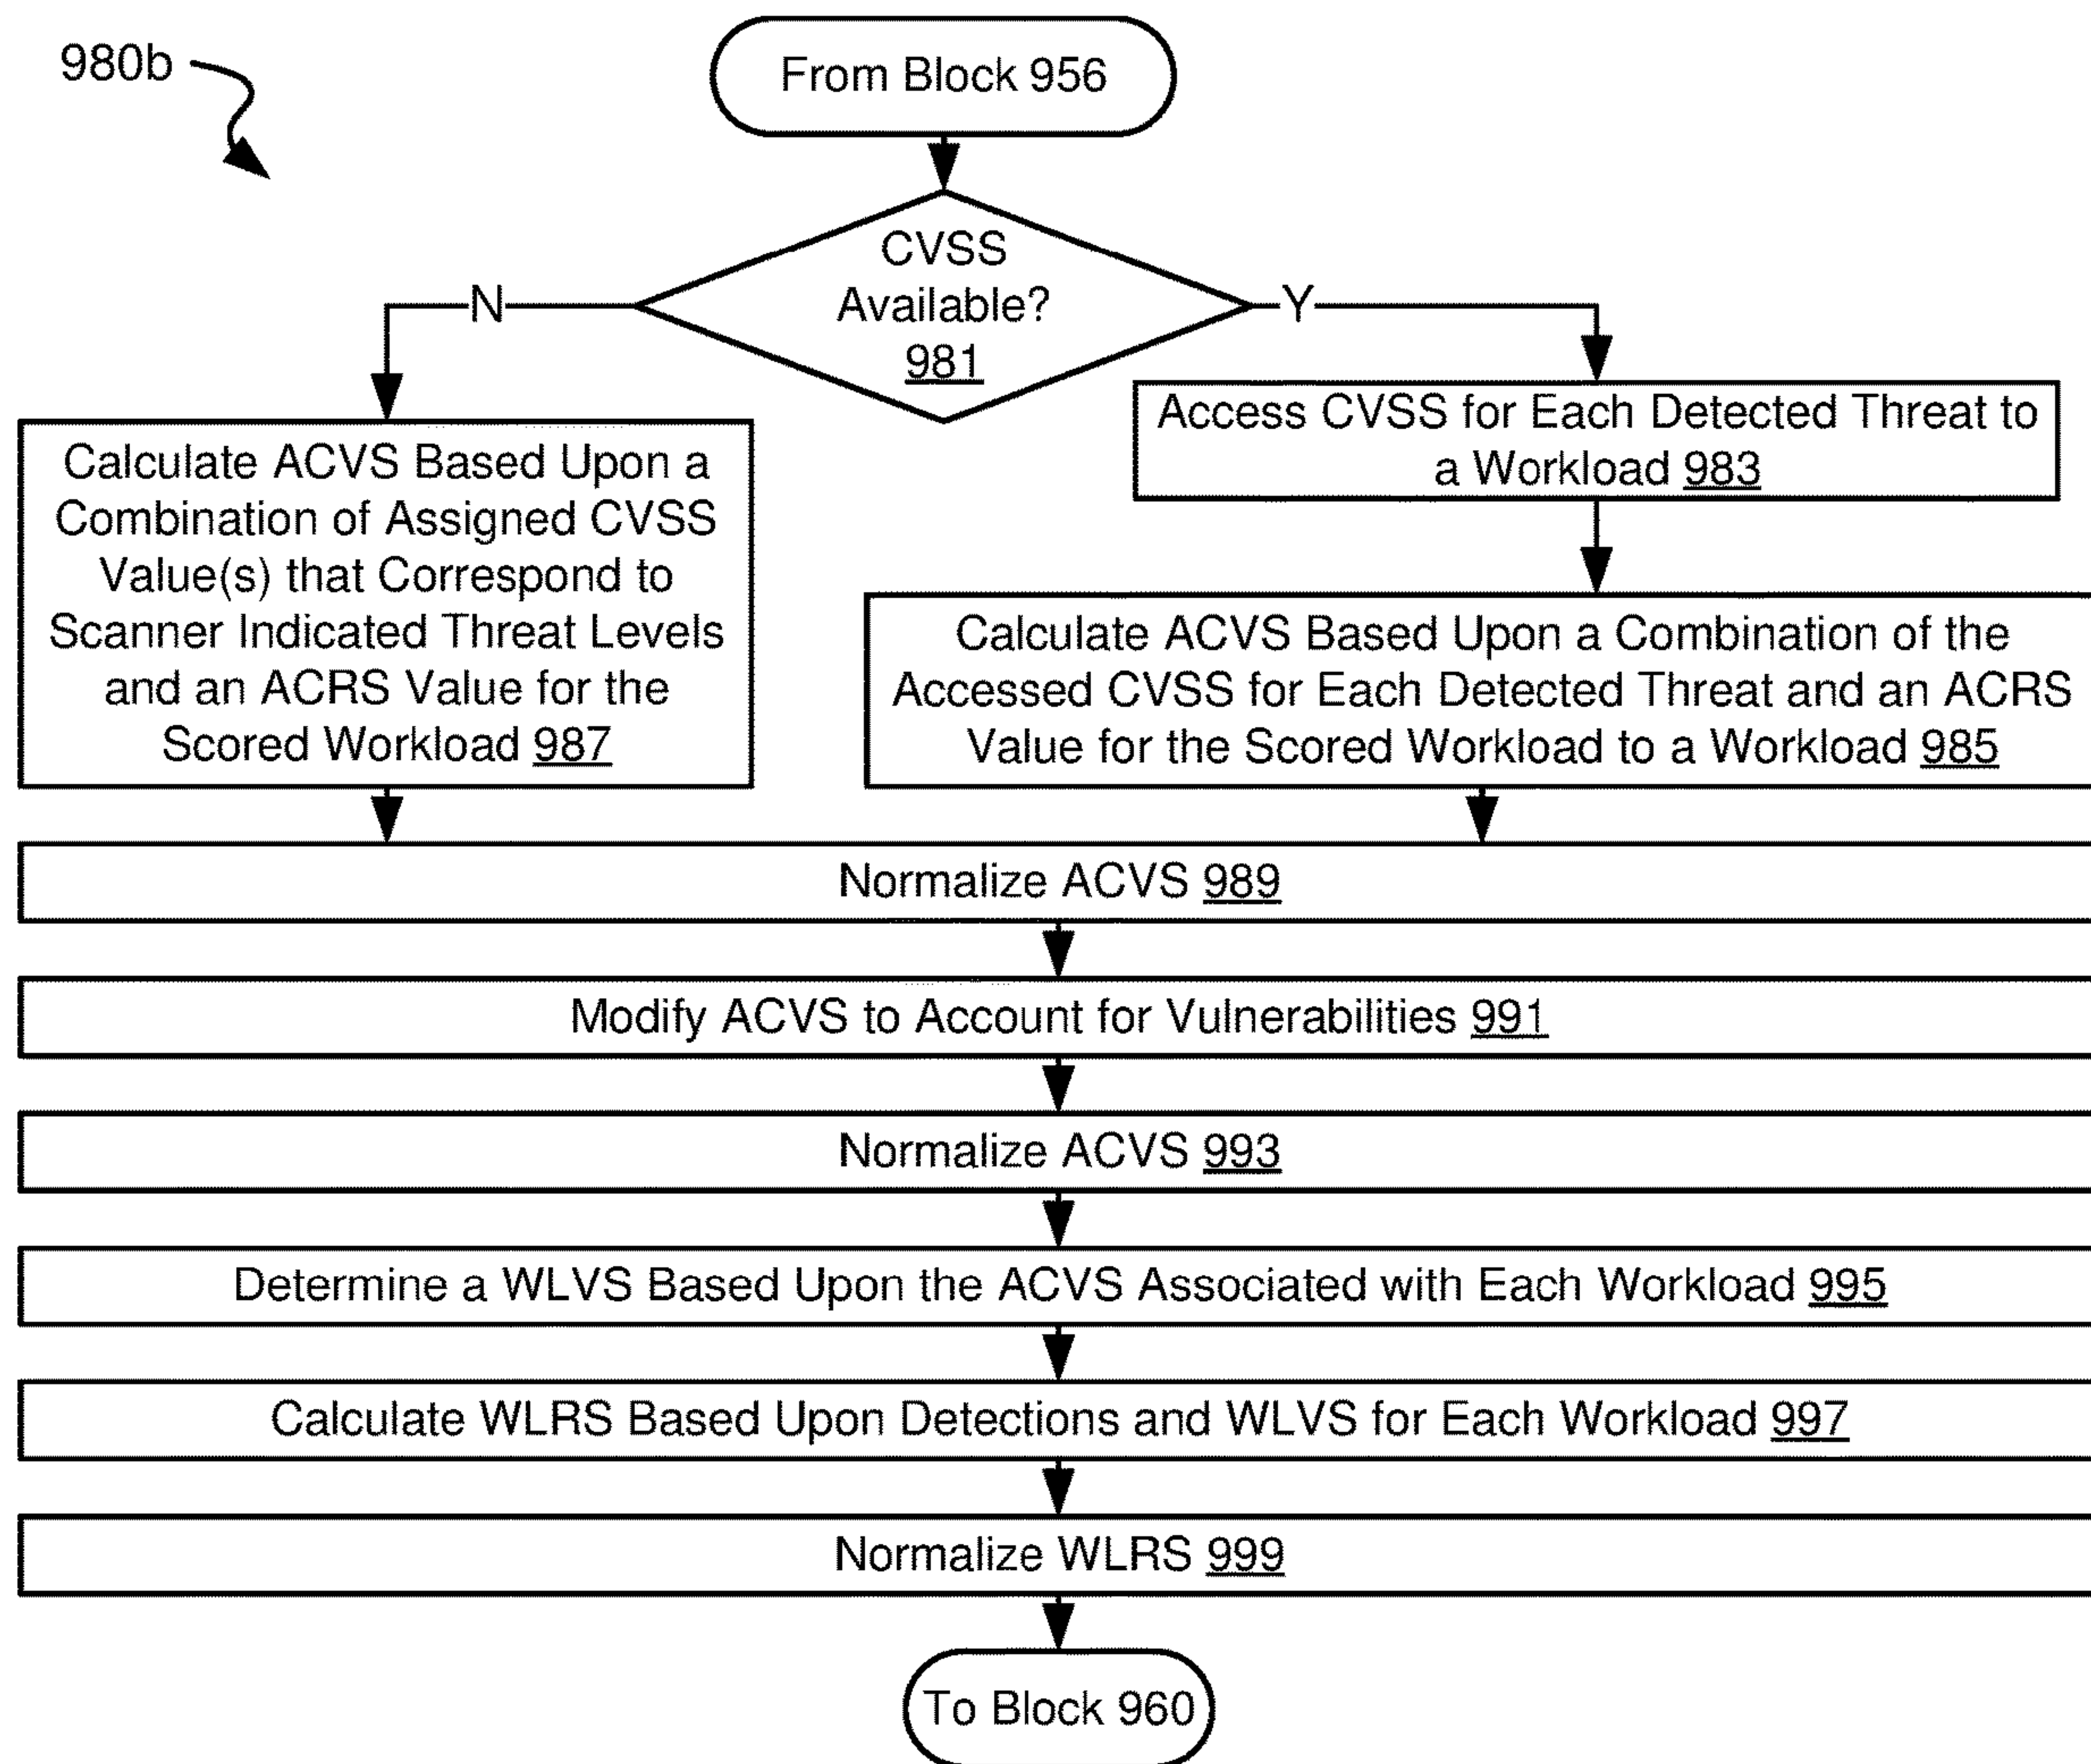 980b
From Block 956
CVSS
Available?
981
N
Y
Access CVSS for Each Detected Threat to
a Workload 983
Calculate ACVS Based Upon a
Combination of Assigned CVSS
Value(s) that Correspond to
Scanner Indicated Threat Levels
and an ACRS Value for the
Scored Workload 987
Calculate ACVS Based Upon a Combination of the
Accessed CVSS for Each Detected Threat and an ACRS
Value for the Scored Workload to a Workload 985
Normalize ACVS 989
Modify ACVS to Account for Vulnerabilities 991
Normalize ACVS 993
Determine a WLVS Based Upon the ACVS Associated with Each Workload 995
Calculate WLRS Based Upon Detections and WLVS for Each Workload 997
Normalize WLRS 999
To Block 960